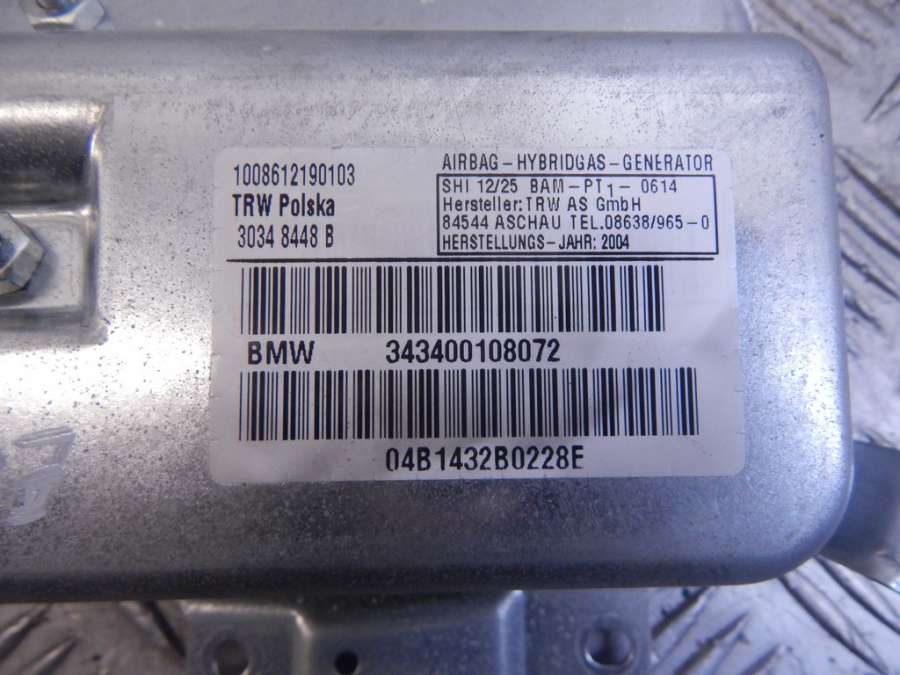 1008612190103
TRW Polska
3034 8448 B
AIRBAG-HYBRIDGAS-GENERATOR
SHI 12/25 BAM-PT1- 0614
Hersteller: TRW AS GmbH
84544 ASCHAU TEL.08638/965-0
HERSTELLUNGS-JAHR: 2004
BMW 343400108072
04B1432B0228E